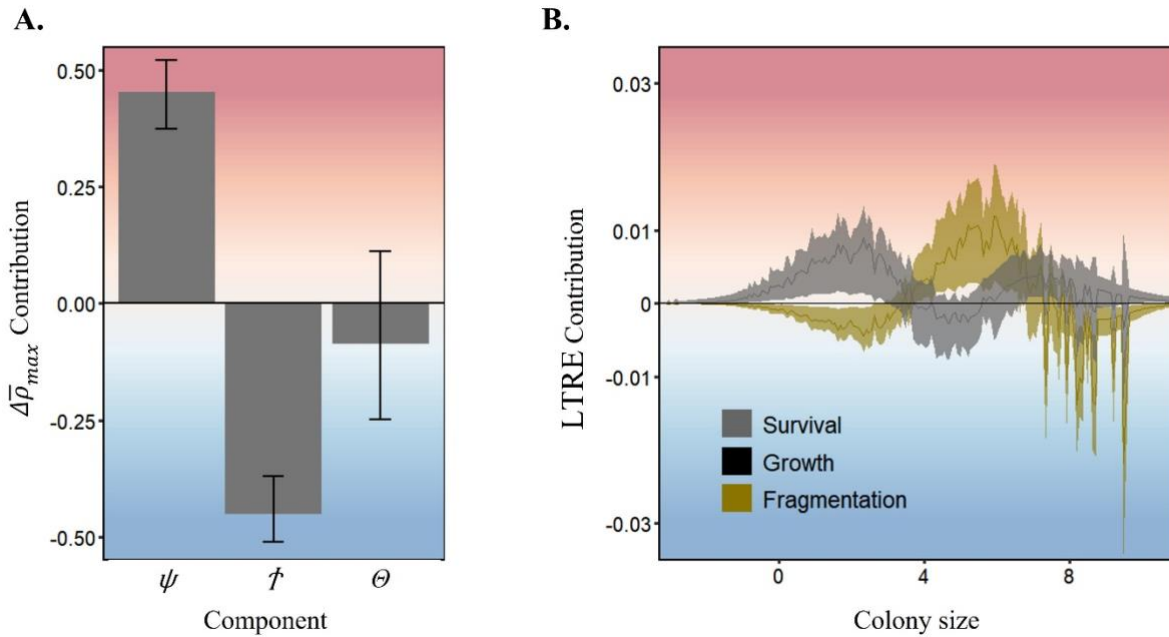 A.
B.
0.50
0.25
0.00
-0.25
-0.50
Δρ̅max Contribution
ψ
†
Θ
Component
0.03
0.01
0
-0.01
-0.03
LTRE Contribution
Survival
Growth
Fragmentation
0
4
8
Colony size